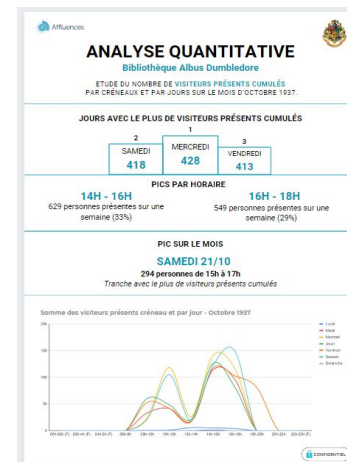 Affluences
ANALYSE QUANTITATIVE
Bibliothèque Albus Dumbledore
ETUDE DU NOMBRE DE VISITEURS PRÉSENTS CUMULÉS
PAR CRÉNEAUX ET PAR JOURS SUR LE MOIS D'OCTOBRE 1937.
JOURS AVEC LE PLUS DE VISITEURS PRÉSENTS CUMULÉS
1
2
3
SAMEDI
418
MERCREDI
428
VENDREDI
413
PICS PAR HORAIRE
14H - 16H
629 personnes présentes sur une
semaine (33%)
16H - 18H
549 personnes présentes sur une
semaine (29%)
PIC SUR LE MOIS
SAMEDI 21/10
294 personnes de 15h à 17h
Tranche avec le plus de visiteurs présents cumulés
Somme des visiteurs présents créneau et par jour - Octobre 1937
Lundi
Mardi
Mercredi
Jeudi
Vendredi
Samedi
Dimanche
CONFIDENTIEL